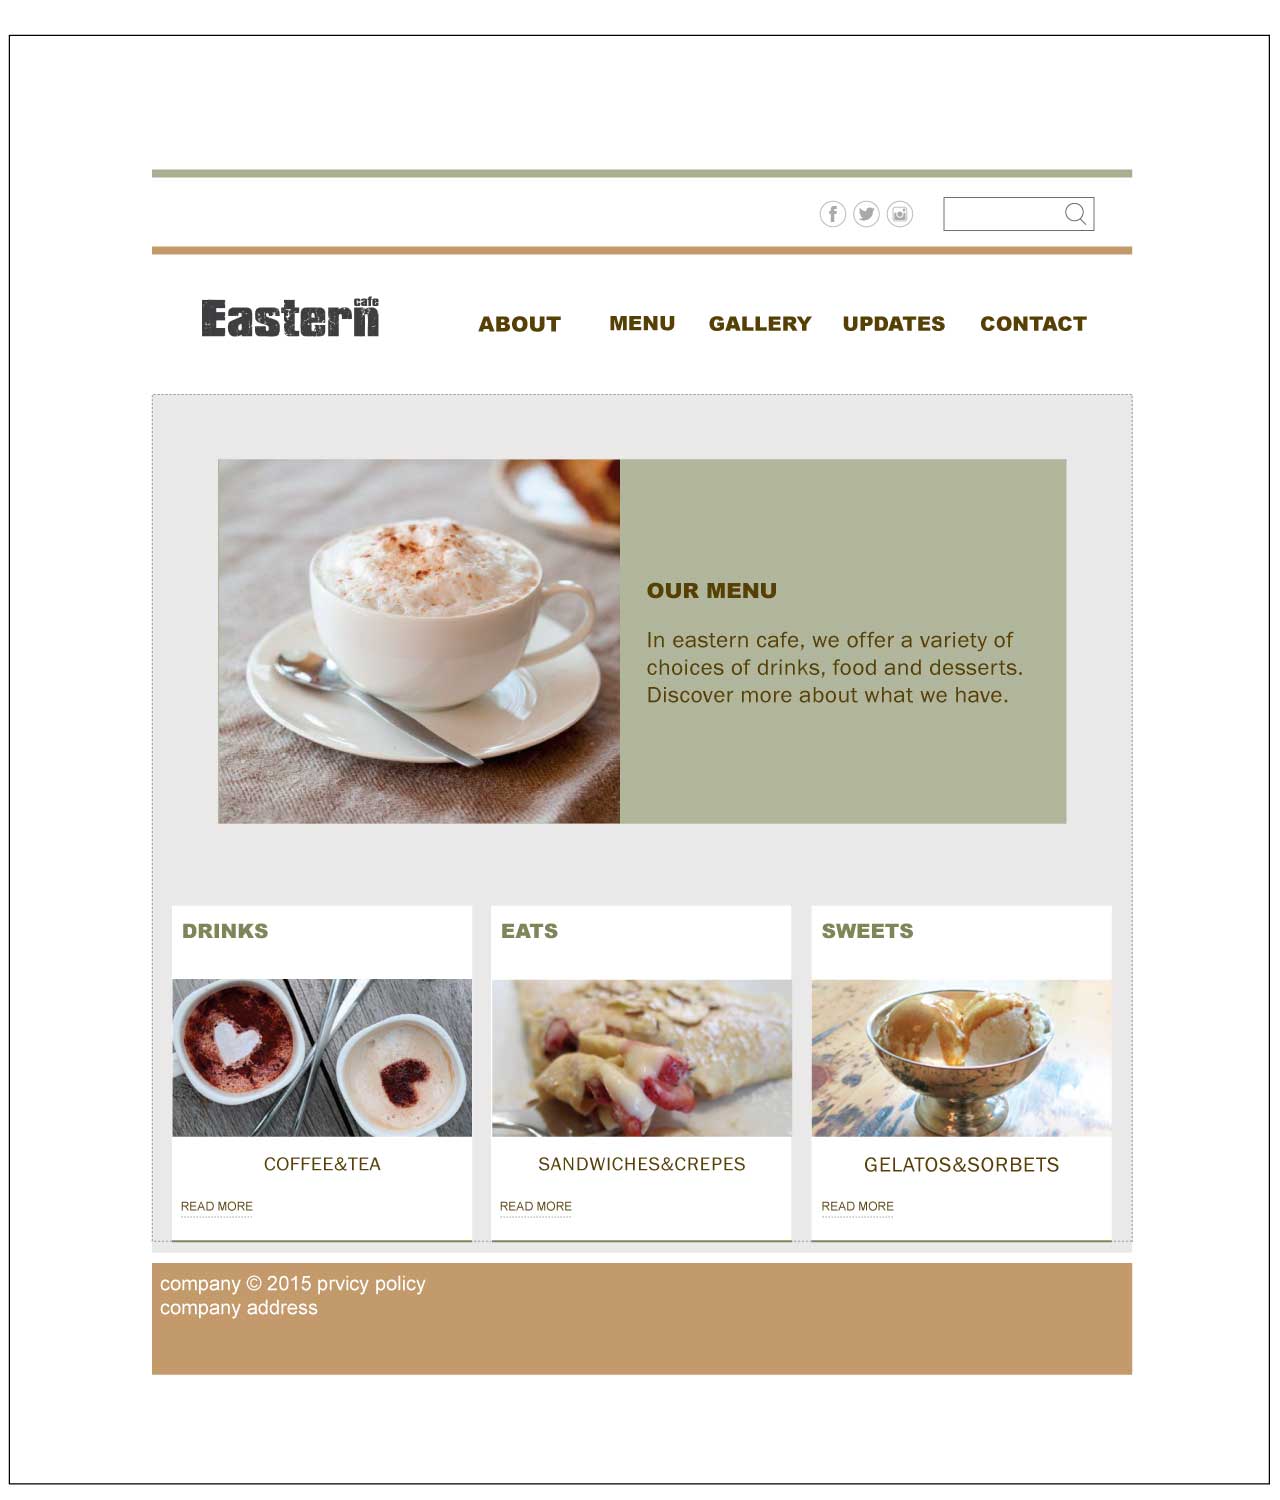 Eastern cafe
ABOUT MENU GALLERY UPDATES CONTACT
OUR MENU
In eastern cafe, we offer a variety of
choices of drinks, food and desserts.
Discover more about what we have.
DRINKS
COFFEE&TEA
READ MORE
EATS
SANDWICHES&CREPES
READ MORE
SWEETS
GELATOS&SORBETS
READ MORE
company © 2015 prvicy policy
company address